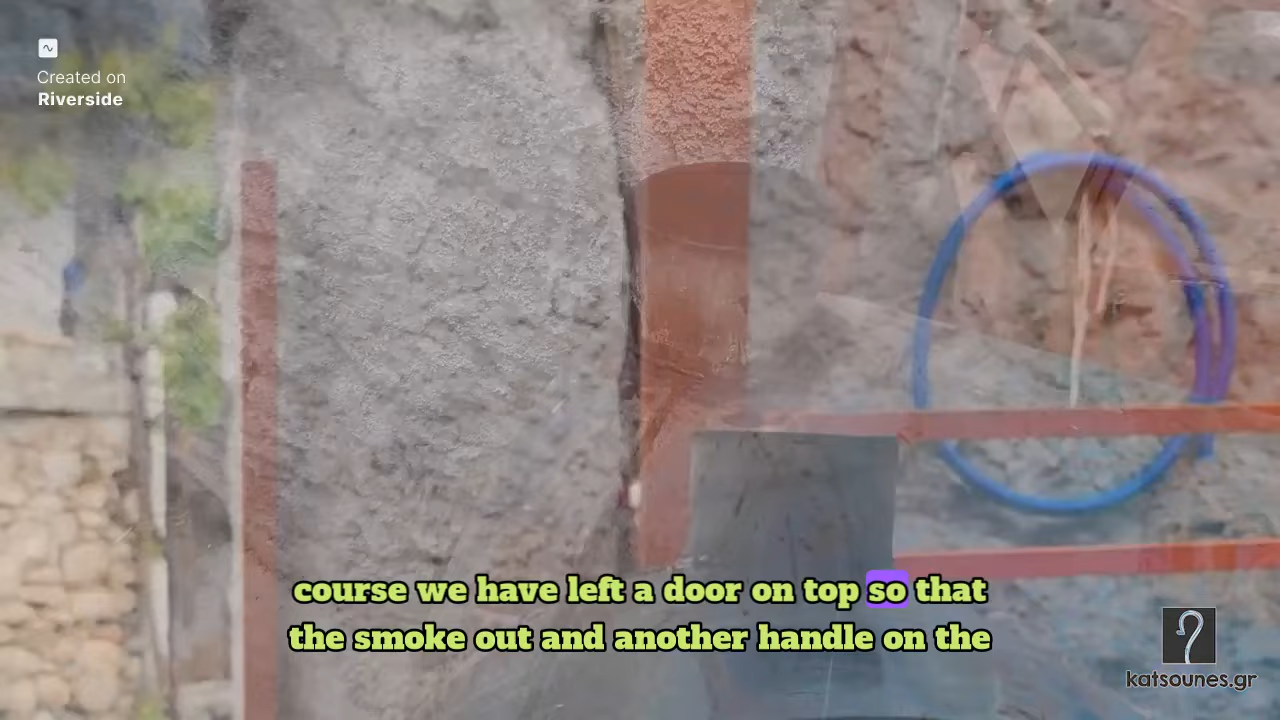 Created on
Riverside
course we have left a door on top so that
the smoke out and another handle on the
katsounes.gr